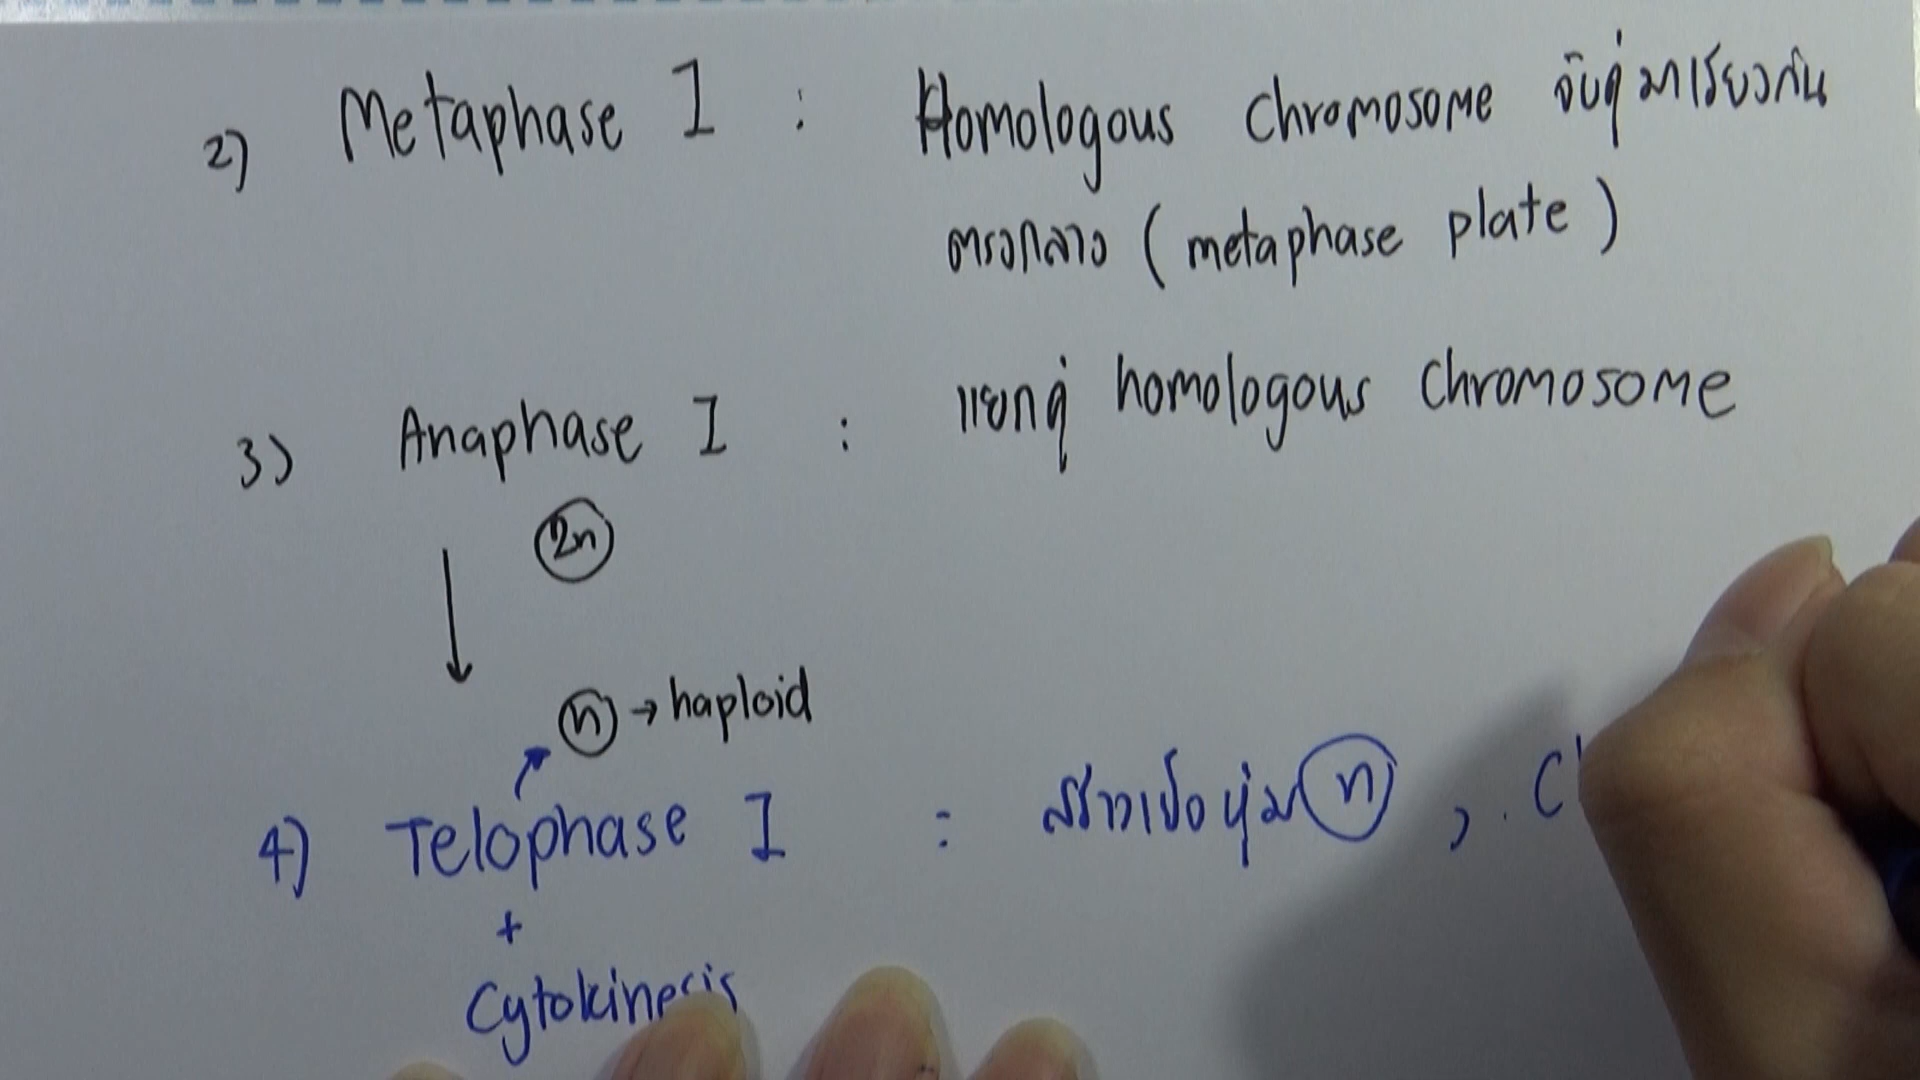 2) Metaphase I : Homologous Chromosome จับคู่ มาเรียงกัน
ตรงกลาง (metaphase plate)
3) Anaphase I : แยกคู่ homologous Chromosome
2n
n → haploid
4) Telophase I : สร้างเยื่อหุ้ม n ,
+
Cytokinesis